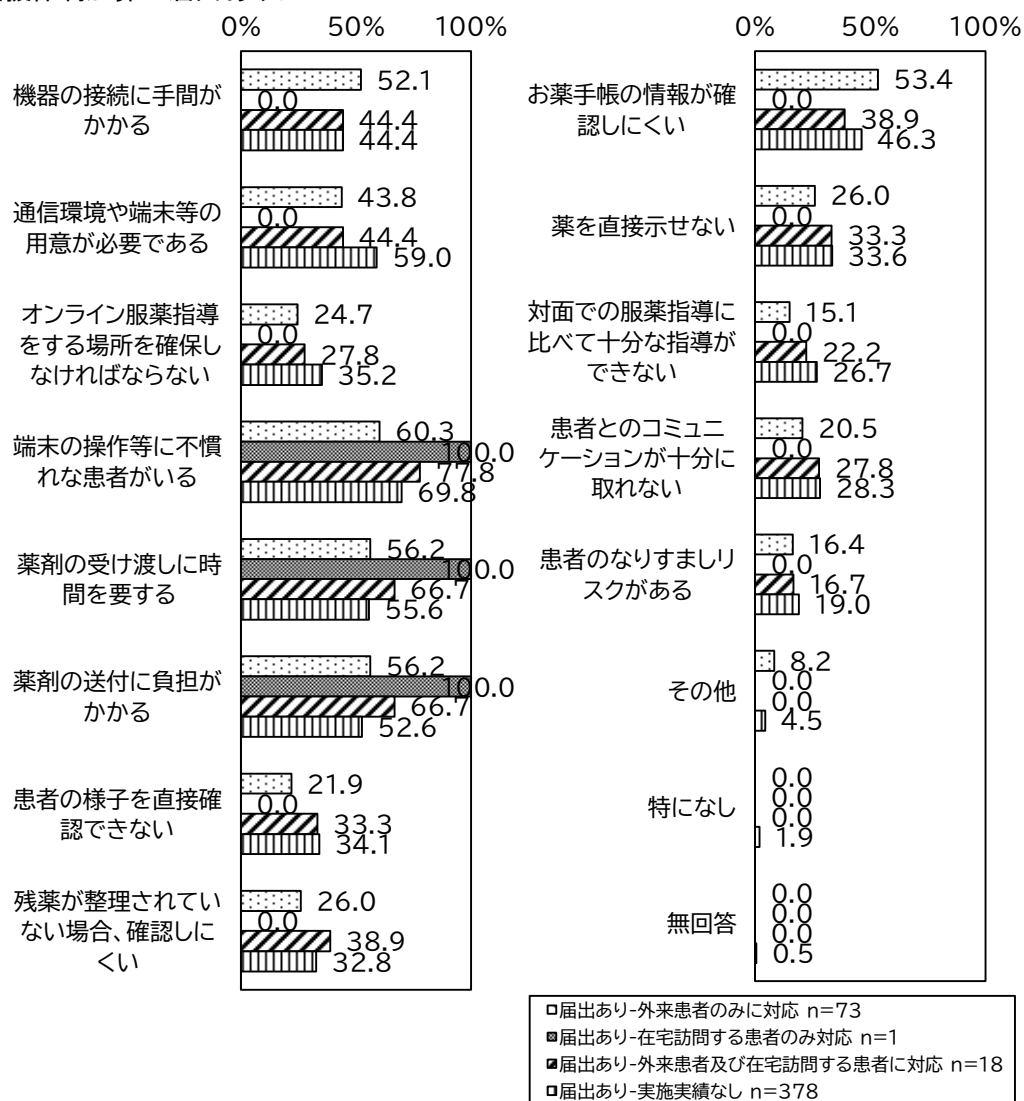 0% 50% 100%
機器の接続に手間が
かかる
52.1
0.0
44.4
44.4
通信環境や端末等の
用意が必要である
43.8
0.0
44.4
59.0
オンライン服薬指導
をする場所を確保し
なければならない
24.7
0.0
27.8
35.2
端末の操作等に不慣
れな患者がいる
60.3
100.0
77.8
69.8
薬剤の受け渡しに時
間を要する
56.2
100.0
66.7
55.6
薬剤の送付に負担が
かかる
56.2
100.0
66.7
52.6
患者の様子を直接確
認できない
21.9
0.0
33.3
34.1
残薬が整理されてい
ない場合、確認しに
くい
26.0
0.0
38.9
32.8
0% 50% 100%
お薬手帳の情報が確
認しにくい
53.4
0.0
38.9
46.3
薬を直接示せない
26.0
0.0
33.3
33.6
対面での服薬指導に
比べて十分な指導が
できない
15.1
0.0
22.2
26.7
患者とのコミュニ
ケーションが十分に
取れない
20.5
0.0
27.8
28.3
患者のなりすましリ
スクがある
16.4
0.0
16.7
19.0
その他
8.2
0.0
0.0
4.5
特になし
0.0
0.0
0.0
1.9
無回答
0.0
0.0
0.0
0.5
届出あり-外来患者のみに対応 n=73
届出あり-在宅訪問する患者のみ対応 n=1
届出あり-外来患者及び在宅訪問する患者に対応 n=18
届出あり-実施実績なし n=378